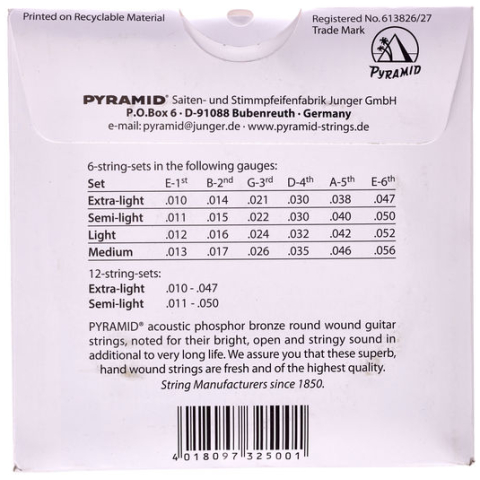 Printed on Recyclable Material
Registered No. 613826/27
Trade Mark
PYRAMID
PYRAMID® Saiten- und Stimmpfeifenfabrik Junger GmbH
P.O.Box 6 · D-91088 Bubenreuth · Germany
e-mail: pyramid@junger.de · www.pyramid-strings.de
6-string-sets in the following gauges:
Set E-1st B-2nd G-3rd D-4th A-5th E-6th
Extra-light .010 .014 .021 .030 .038 .047
Semi-light .011 .015 .022 .030 .040 .050
Light .012 .016 .024 .032 .042 .052
Medium .013 .017 .026 .035 .046 .056
12-string-sets:
Extra-light .010 - .047
Semi-light .011 - .050
PYRAMID® acoustic phosphor bronze round wound guitar
strings, noted for their bright, open and stringy sound in
additional to very long life. We assure you that these superb,
hand wound strings are fresh and of the highest quality.
String Manufacturers since 1850.
4 018097 325001